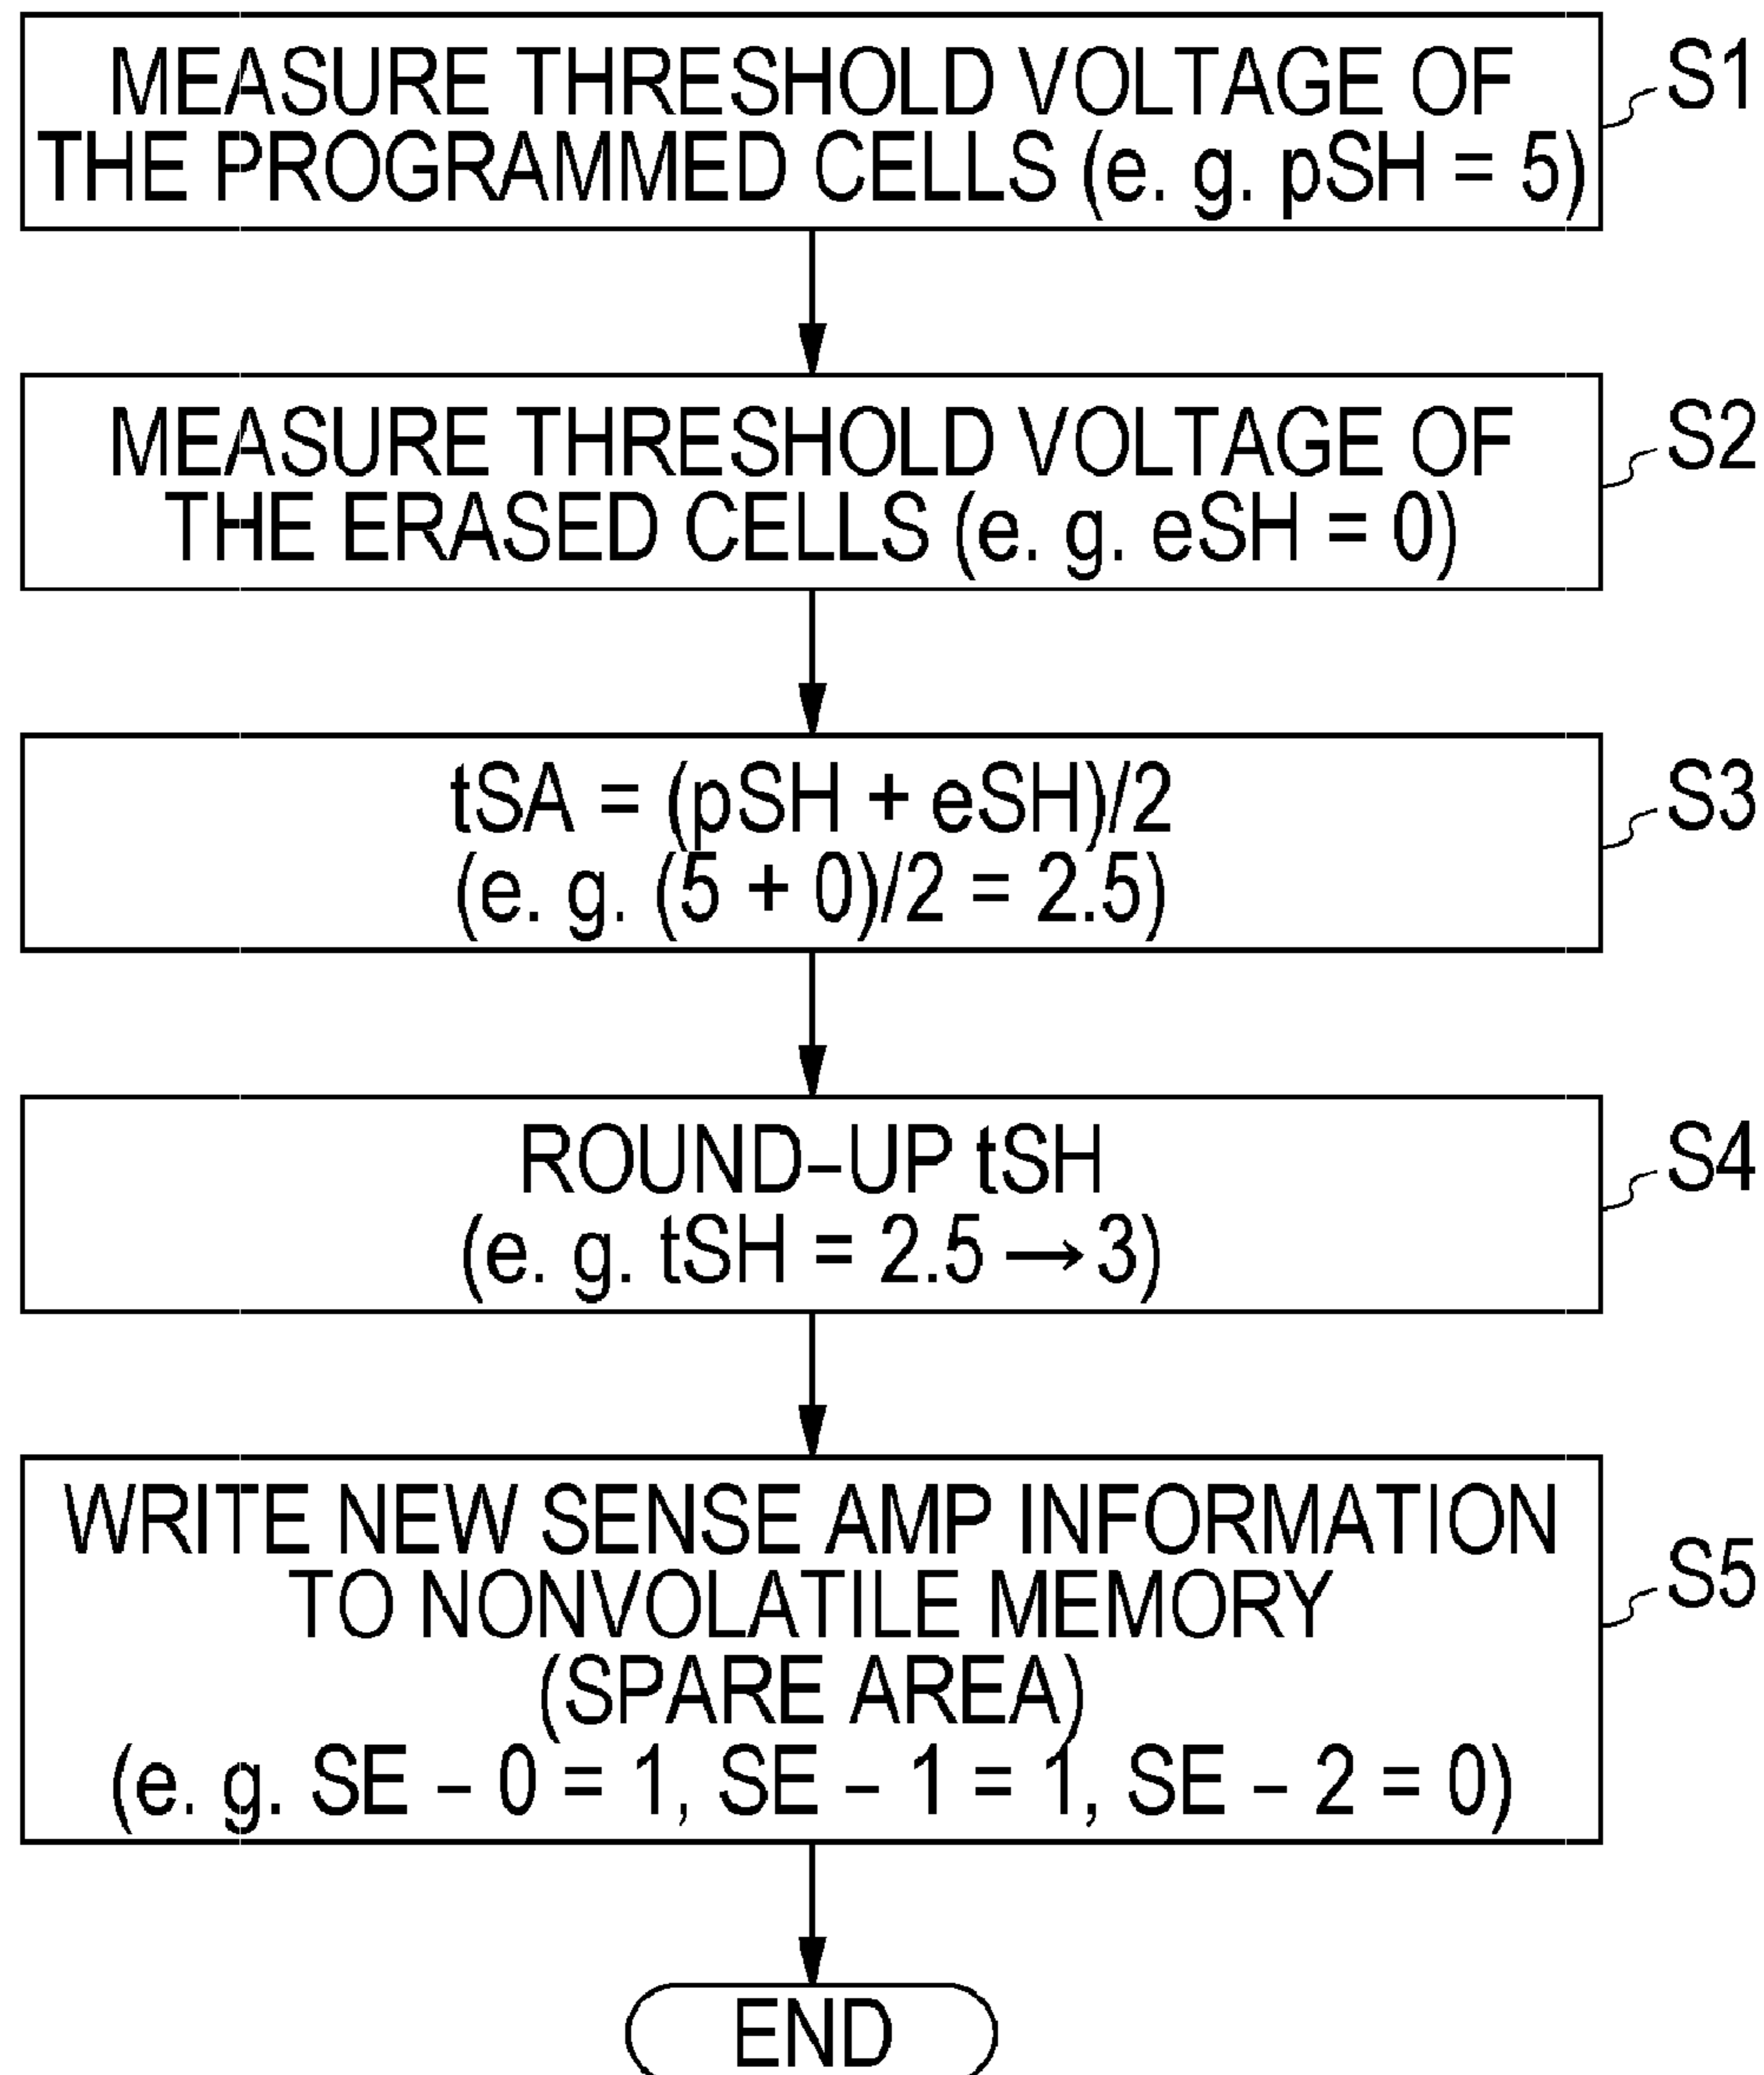 MEASURE THRESHOLD VOLTAGE OF
THE PROGRAMMED CELLS (e. g. pSH = 5)
S1
MEASURE THRESHOLD VOLTAGE OF
THE ERASED CELLS (e. g. eSH = 0)
S2
tSA = (pSH + eSH)/2
(e. g. (5 + 0)/2 = 2.5)
S3
ROUND–UP tSH
(e. g. tSH = 2.5 → 3)
S4
WRITE NEW SENSE AMP INFORMATION
TO NONVOLATILE MEMORY
(SPARE AREA)
(e. g. SE – 0 = 1, SE – 1 = 1, SE – 2 = 0)
S5
END